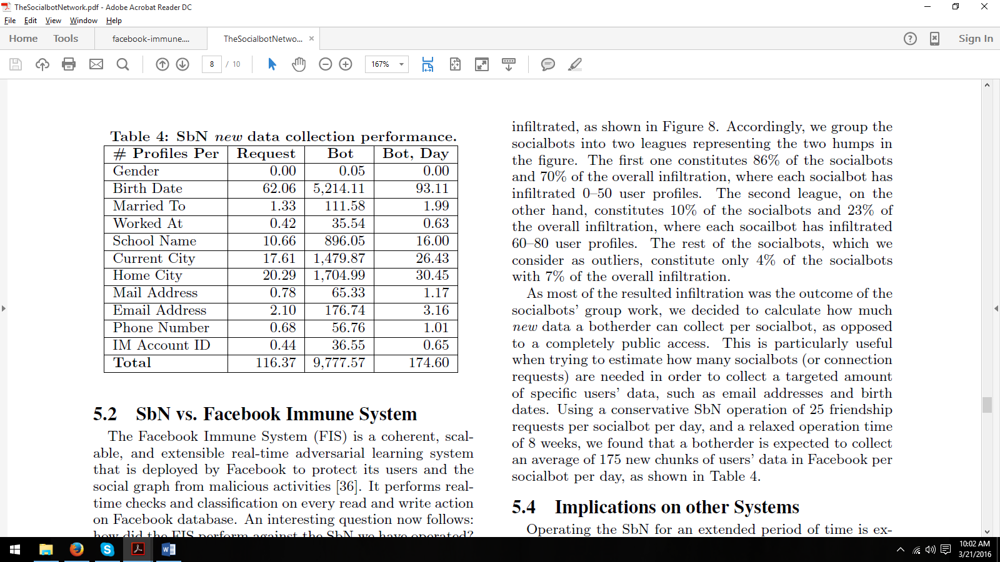 TheSocialbotNetwork.pdf - Adobe Acrobat Reader DC
File Edit View Window Help
Home Tools facebook-immune.... TheSocialbotNetwo... × Sign In
8 / 10 167%
Table 4: SbN new data collection performance.
# Profiles Per Request Bot Bot, Day
Gender 0.00 0.05 0.00
Birth Date 62.06 5,214.11 93.11
Married To 1.33 111.58 1.99
Worked At 0.42 35.54 0.63
School Name 10.66 896.05 16.00
Current City 17.61 1,479.87 26.43
Home City 20.29 1,704.99 30.45
Mail Address 0.78 65.33 1.17
Email Address 2.10 176.74 3.16
Phone Number 0.68 56.76 1.01
IM Account ID 0.44 36.55 0.65
Total 116.37 9,777.57 174.60
5.2 SbN vs. Facebook Immune System
The Facebook Immune System (FIS) is a coherent, scal-
able, and extensible real-time adversarial learning system
that is deployed by Facebook to protect its users and the
social graph from malicious activities [36]. It performs real-
time checks and classification on every read and write action
on Facebook database. An interesting question now follows:
how did the FIS perform against the SbN we have operated?
infiltrated, as shown in Figure 8. Accordingly, we group the
socialbots into two leagues representing the two humps in
the figure. The first one constitutes 86% of the socialbots
and 70% of the overall infiltration, where each socialbot has
infiltrated 0–50 user profiles. The second league, on the
other hand, constitutes 10% of the socialbots and 23% of
the overall infiltration, where each socailbot has infiltrated
60–80 user profiles. The rest of the socialbots, which we
consider as outliers, constitute only 4% of the socialbots
with 7% of the overall infiltration.
As most of the resulted infiltration was the outcome of the
socialbots' group work, we decided to calculate how much
new data a botherder can collect per socialbot, as opposed
to a completely public access. This is particularly useful
when trying to estimate how many socialbots (or connection
requests) are needed in order to collect a targeted amount
of specific users' data, such as email addresses and birth
dates. Using a conservative SbN operation of 25 friendship
requests per socialbot per day, and a relaxed operation time
of 8 weeks, we found that a botherder is expected to collect
an average of 175 new chunks of users' data in Facebook per
socialbot per day, as shown in Table 4.
5.4 Implications on other Systems
Operating the SbN for an extended period of time is ex-
10:02 AM
3/21/2016